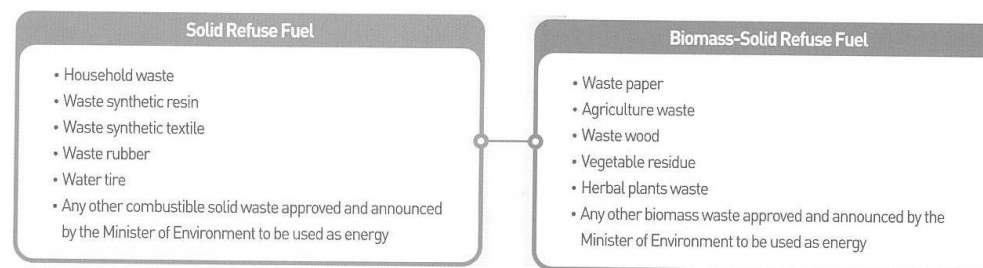 Solid Refuse Fuel
• Household waste
• Waste synthetic resin
• Waste synthetic textile
• Waste rubber
• Water tire
• Any other combustible solid waste approved and announced
by the Minister of Environment to be used as energy
Biomass-Solid Refuse Fuel
• Waste paper
• Agriculture waste
• Waste wood
• Vegetable residue
• Herbal plants waste
• Any other biomass waste approved and announced by the
Minister of Environment to be used as energy